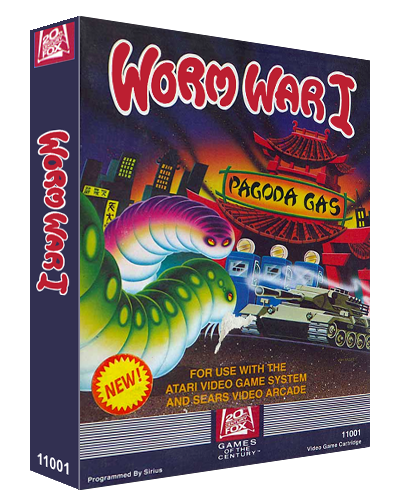 20th
CENTURY
FOX
WORM WAR I
11001
WORM WAR I
PAGODA GAS
NEW!
FOR USE WITH THE
ATARI VIDEO GAME SYSTEM
AND SEARS VIDEO ARCADE
20th
CENTURY
FOX
GAMES
OF THE
CENTURY™
11001
Video Game Cartridge
Programmed By Sirius